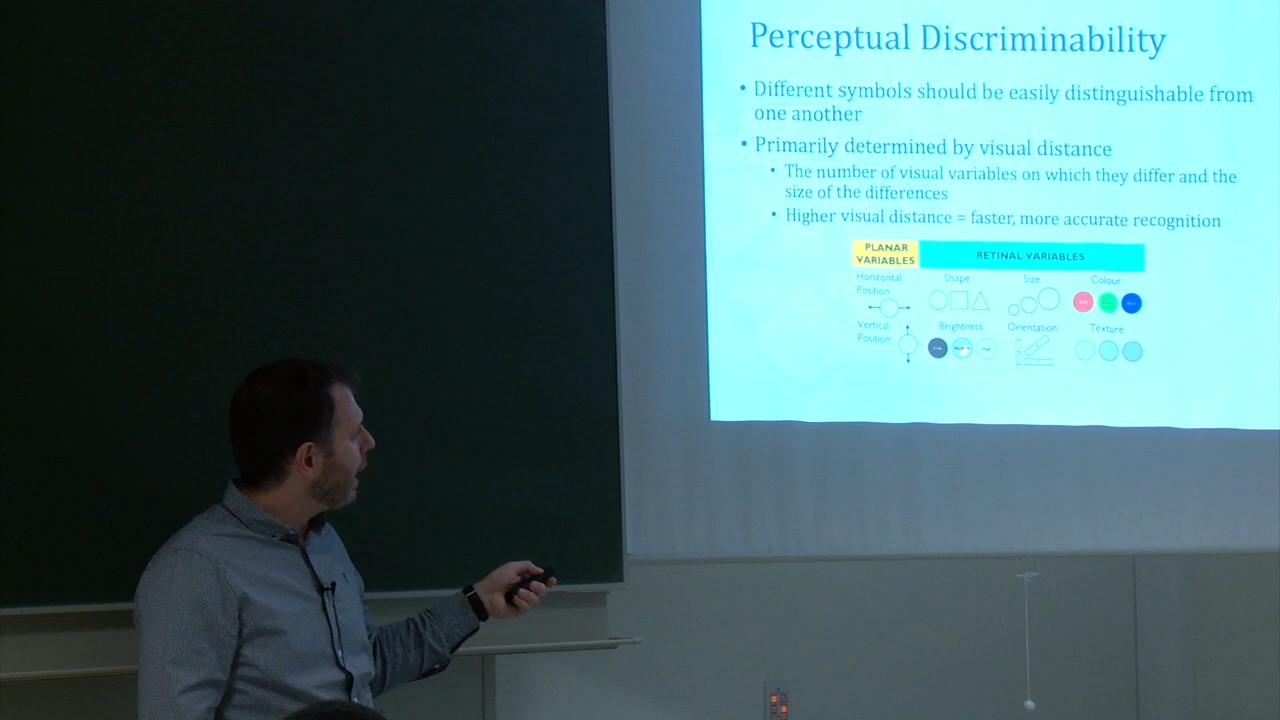 Perceptual Discriminability
• Different symbols should be easily distinguishable from
one another
• Primarily determined by visual distance
• The number of visual variables on which they differ and the
size of the differences
• Higher visual distance = faster, more accurate recognition
PLANAR
VARIABLES
RETINAL VARIABLES
Horizontal
Position
Shape
Size
Colour
Vertical
Position
Brightness
Orientation
Texture